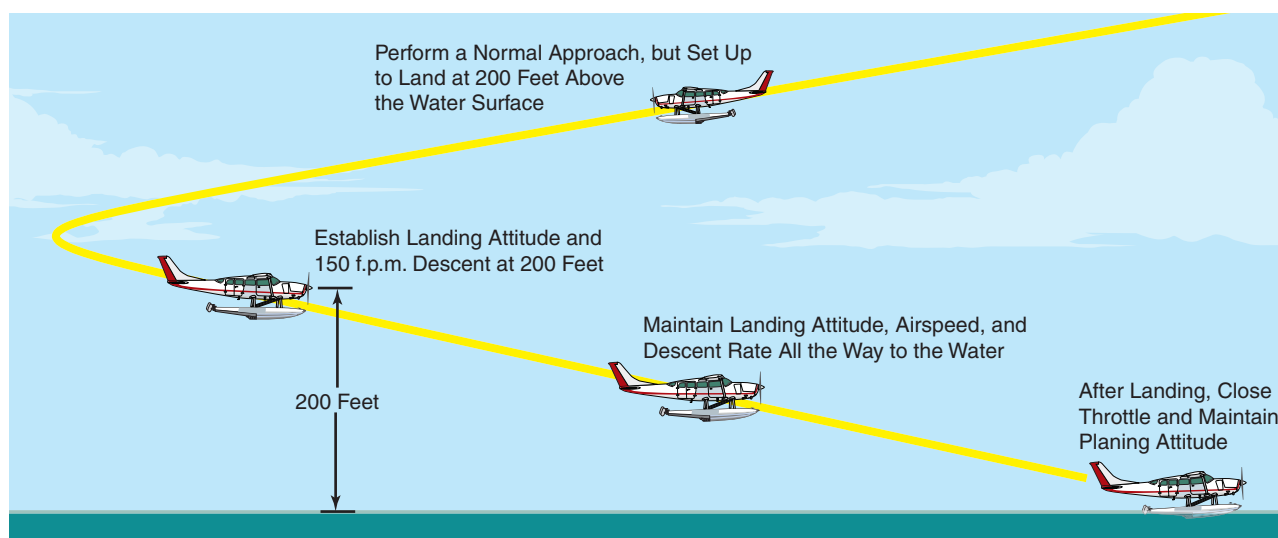 Perform a Normal Approach, but Set Up
to Land at 200 Feet Above
the Water Surface
Establish Landing Attitude and
150 f.p.m. Descent at 200 Feet
Maintain Landing Attitude, Airspeed, and
Descent Rate All the Way to the Water
200 Feet
After Landing, Close
Throttle and Maintain
Planing Attitude